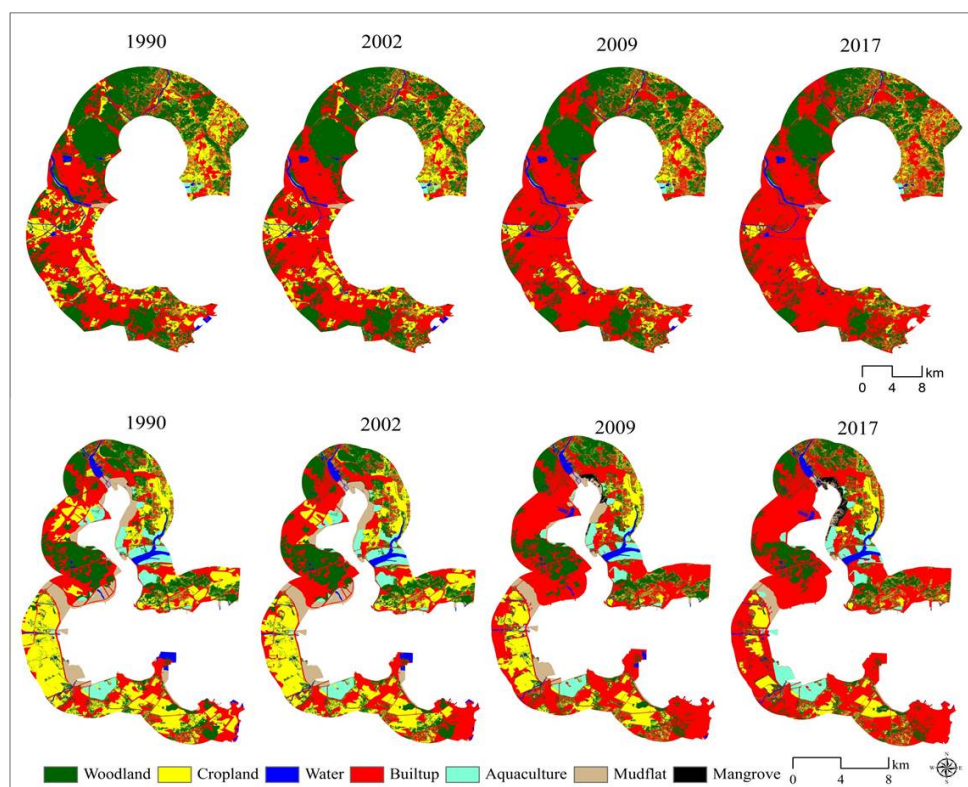 1990 2002 2009 2017
km
0 4 8
1990 2002 2009 2017
Woodland Cropland Water Builtup Aquaculture Mudflat Mangrove
km
0 4 8
N
W E
S